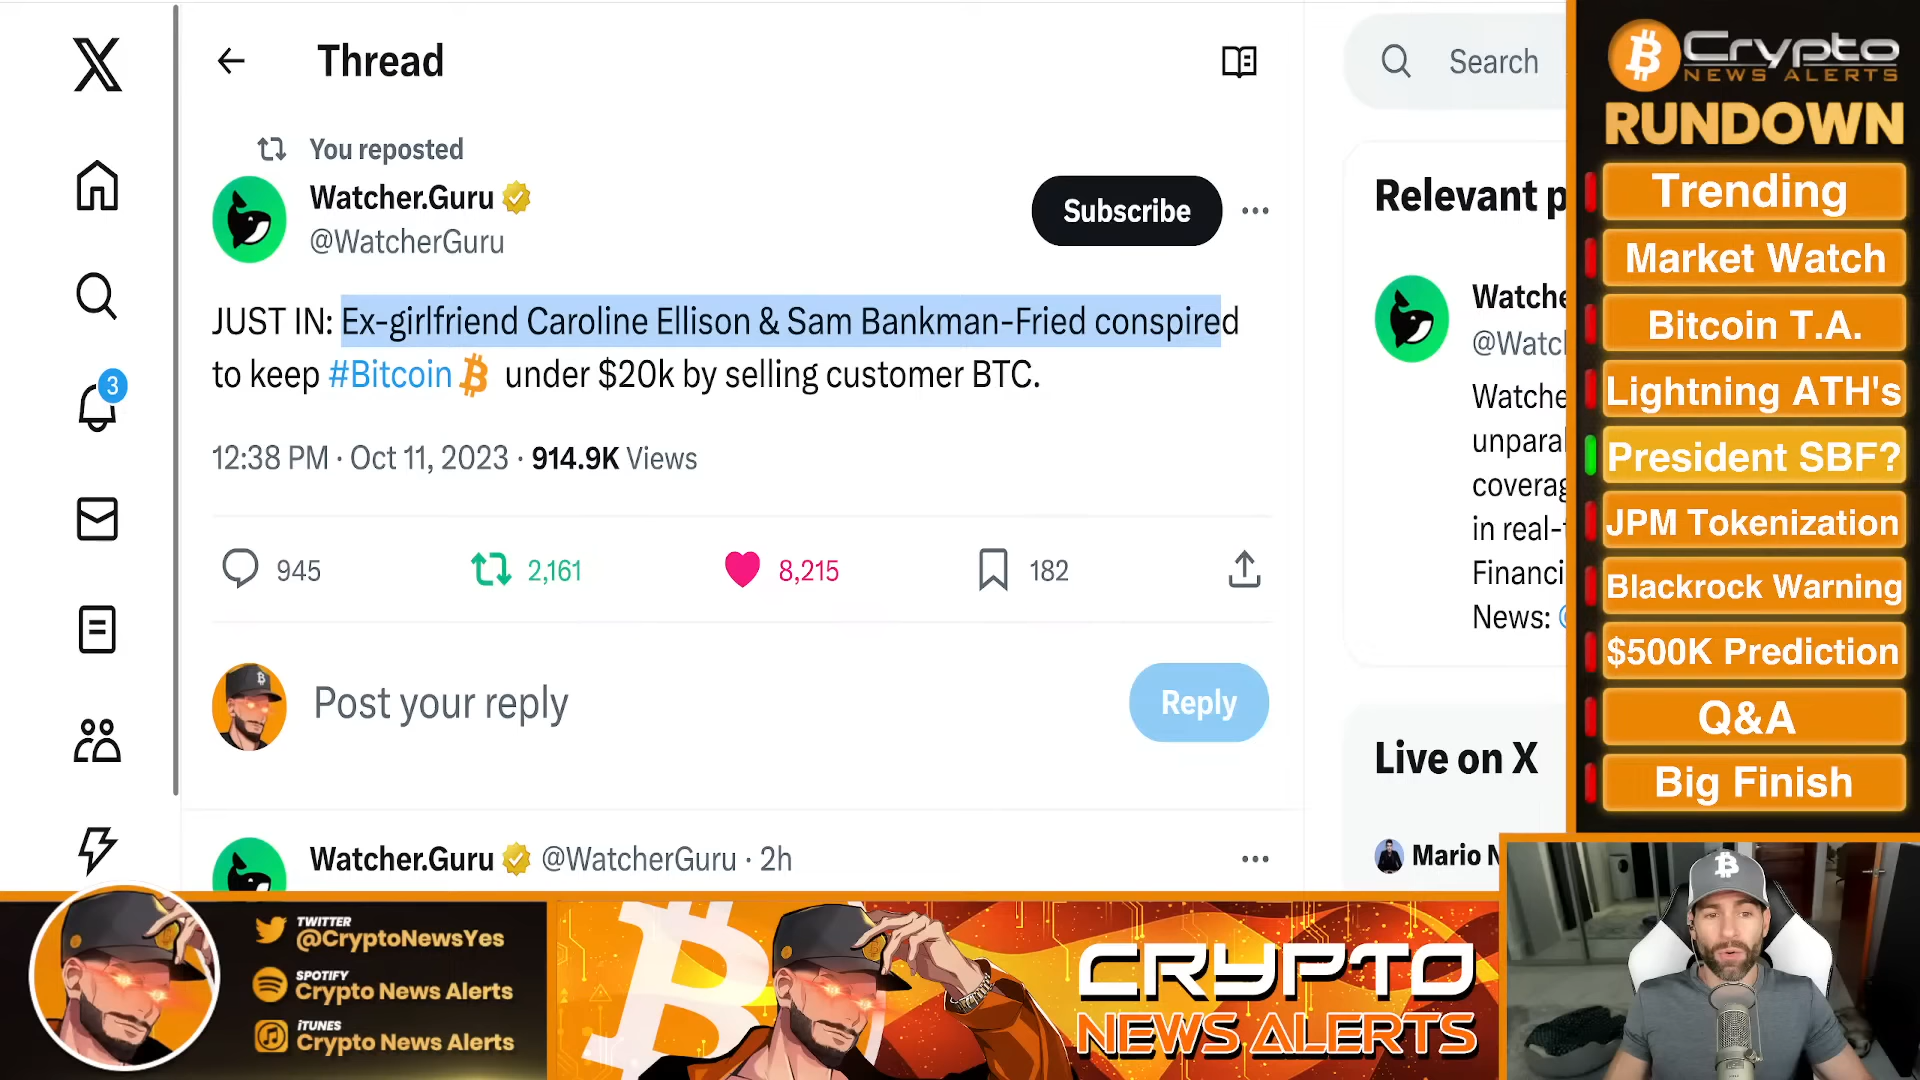 Thread
Search
You reposted
Watcher.Guru
@WatcherGuru
Subscribe
JUST IN: Ex-girlfriend Caroline Ellison & Sam Bankman-Fried conspired
to keep #Bitcoin under $20k by selling customer BTC.
12:38 PM · Oct 11, 2023 · 914.9K Views
945
2,161
8,215
182
3
Post your reply
Reply
Watcher.Guru @WatcherGuru · 2h
Relevant p
Watche
@Watcl
Watche
unparal
coverag
in real-t
Financi
News: @
Live on X
Mario N
Crypto
NEWS ALERTS
RUNDOWN
Trending
Market Watch
Bitcoin T.A.
Lightning ATH's
President SBF?
JPM Tokenization
Blackrock Warning
$500K Prediction
Q&A
Big Finish
TWITTER
@CryptoNewsYes
SPOTIFY
Crypto News Alerts
iTUNES
Crypto News Alerts
CRYPTO
NEWS ALERTS